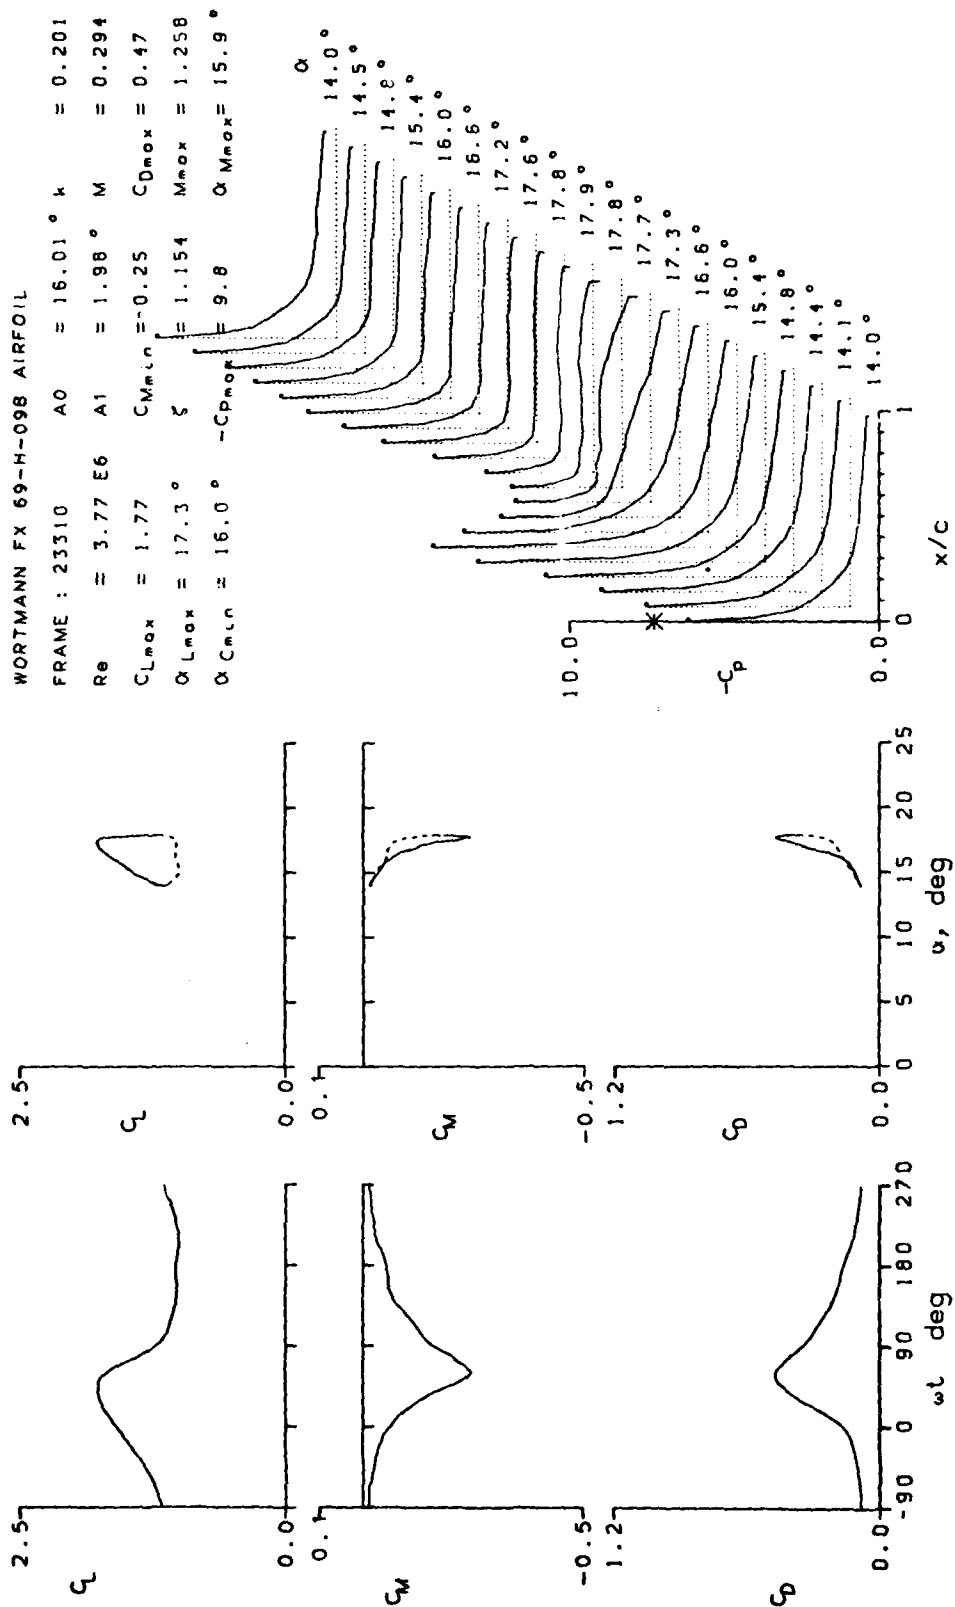 WORTMANN FX 69-H-098 AIRFOIL
FRAME : 23310 A0 = 16.01 ° k = 0.201
Re = 3.77 E6 A1 = 1.98 ° M = 0.294
CLmax = 1.77 CMmin =-0.25 CDmax = 0.47
αLmax = 17.3 ° ζ = 1.154 Mmax = 1.258
αCmin = 16.0 ° -CPmax = 9.8 αMmax= 15.9 °
2.5
CL
0.0
0.1
CM
-0.5
1.2
CD
0.0
-90 0 90 180 270
ωt deg
2.5
CL
0.0
0.1
CM
-0.5
1.2
CD
0.0
0 5 10 15 20 25
α, deg
α
14.0 °
14.5 °
14.8 °
15.4 °
16.0 °
16.6 °
17.2 °
17.6 °
17.8 °
17.9 °
17.8 °
17.7 °
17.3 °
16.6 °
16.0 °
15.4 °
14.8 °
14.4 °
14.1 °
14.0 °
10.0
-CP
0.0
0 1
x/c